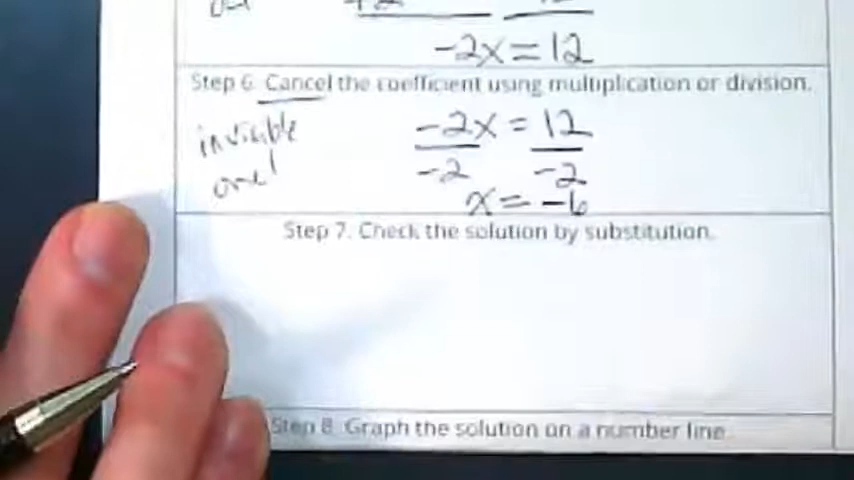 -2x = 12
Step 6. Cancel the coefficient using multiplication or division.
invisible
one!
-2x = 12
-2 -2
x = -6
Step 7. Check the solution by substitution.
Step 8. Graph the solution on a number line.